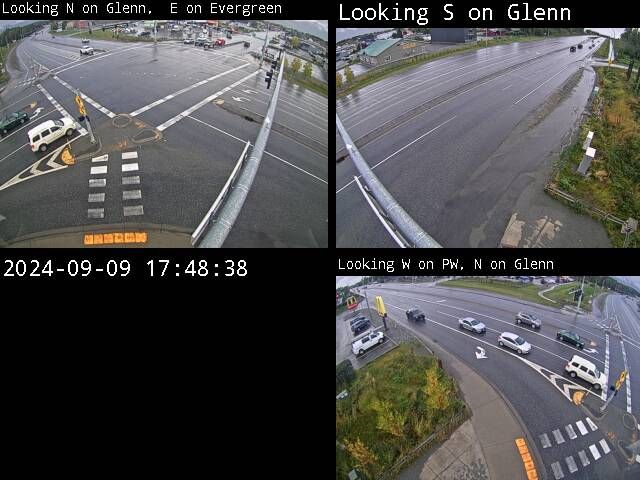 Looking N on Glenn, E on Evergreen
Looking S on Glenn
2024-09-09 17:48:38
Looking W on PW, N on Glenn